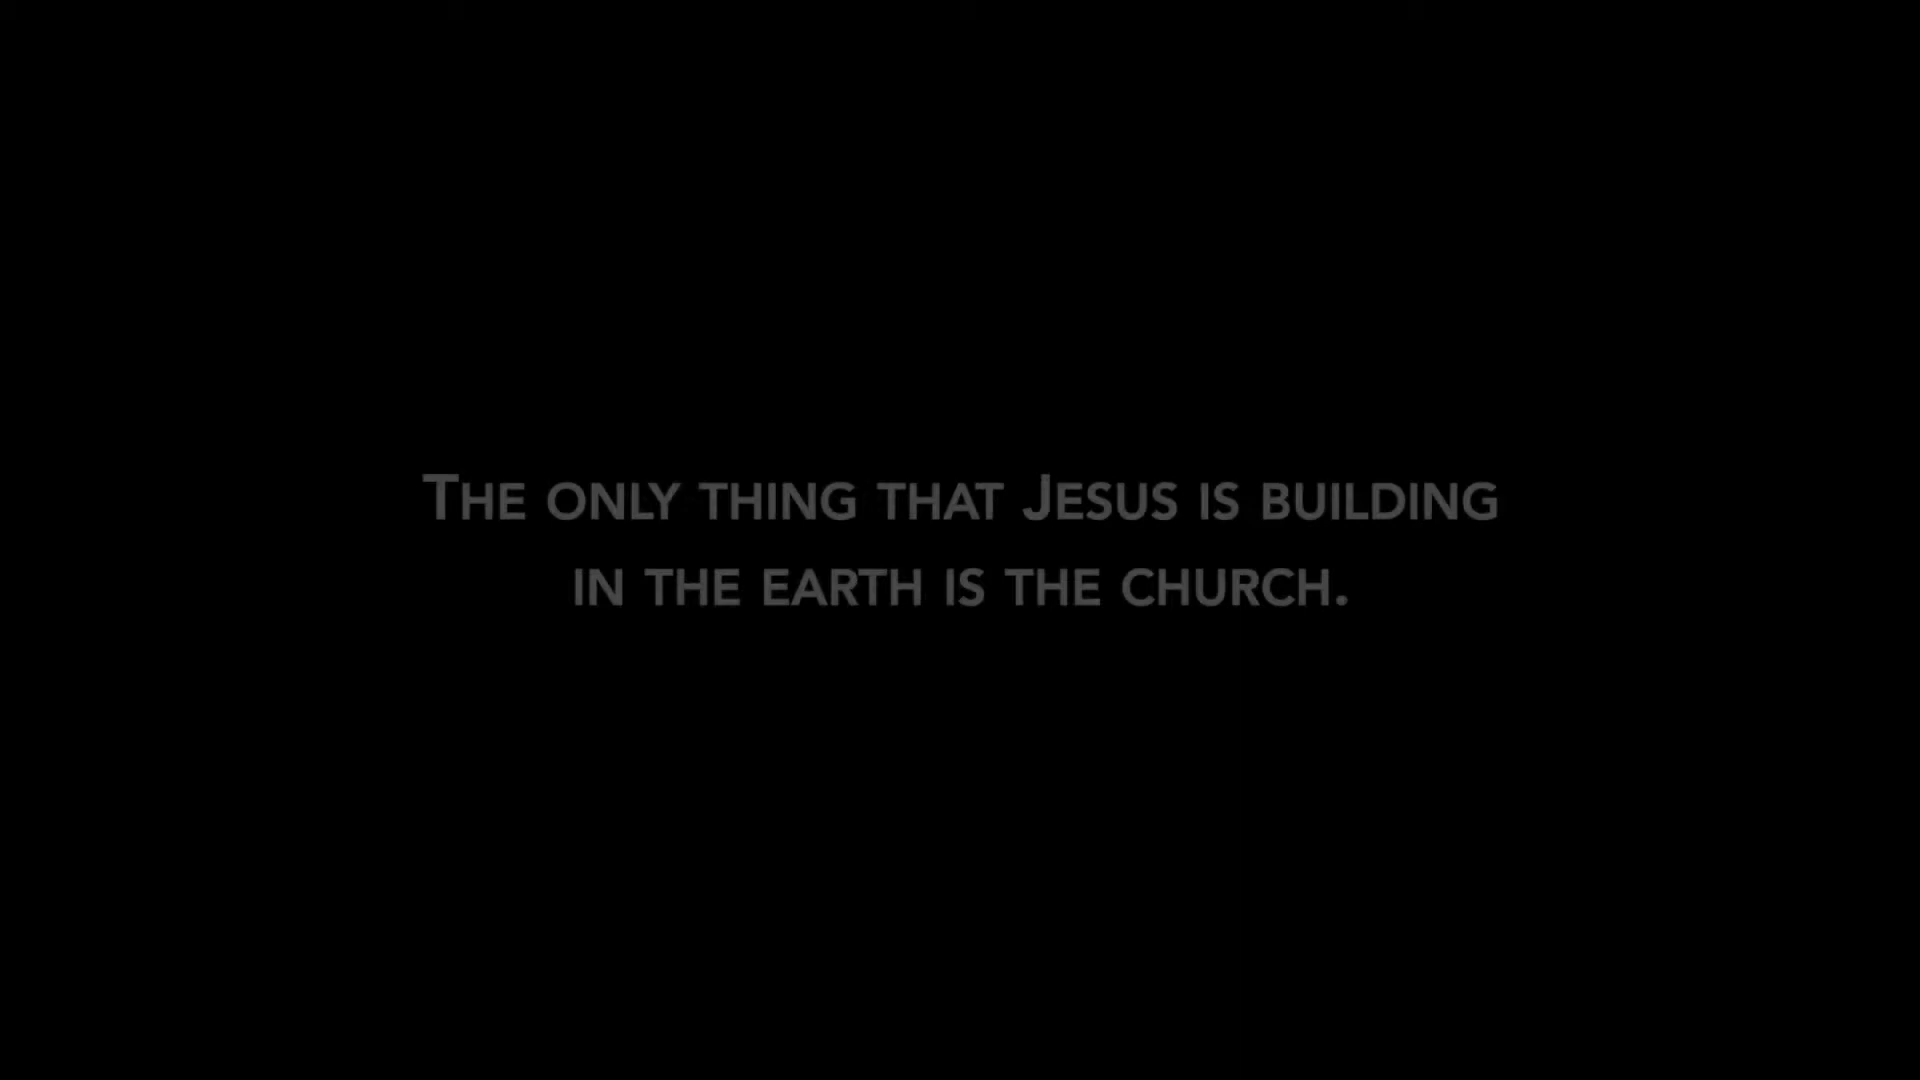 The only thing that Jesus is building
in the earth is the church.